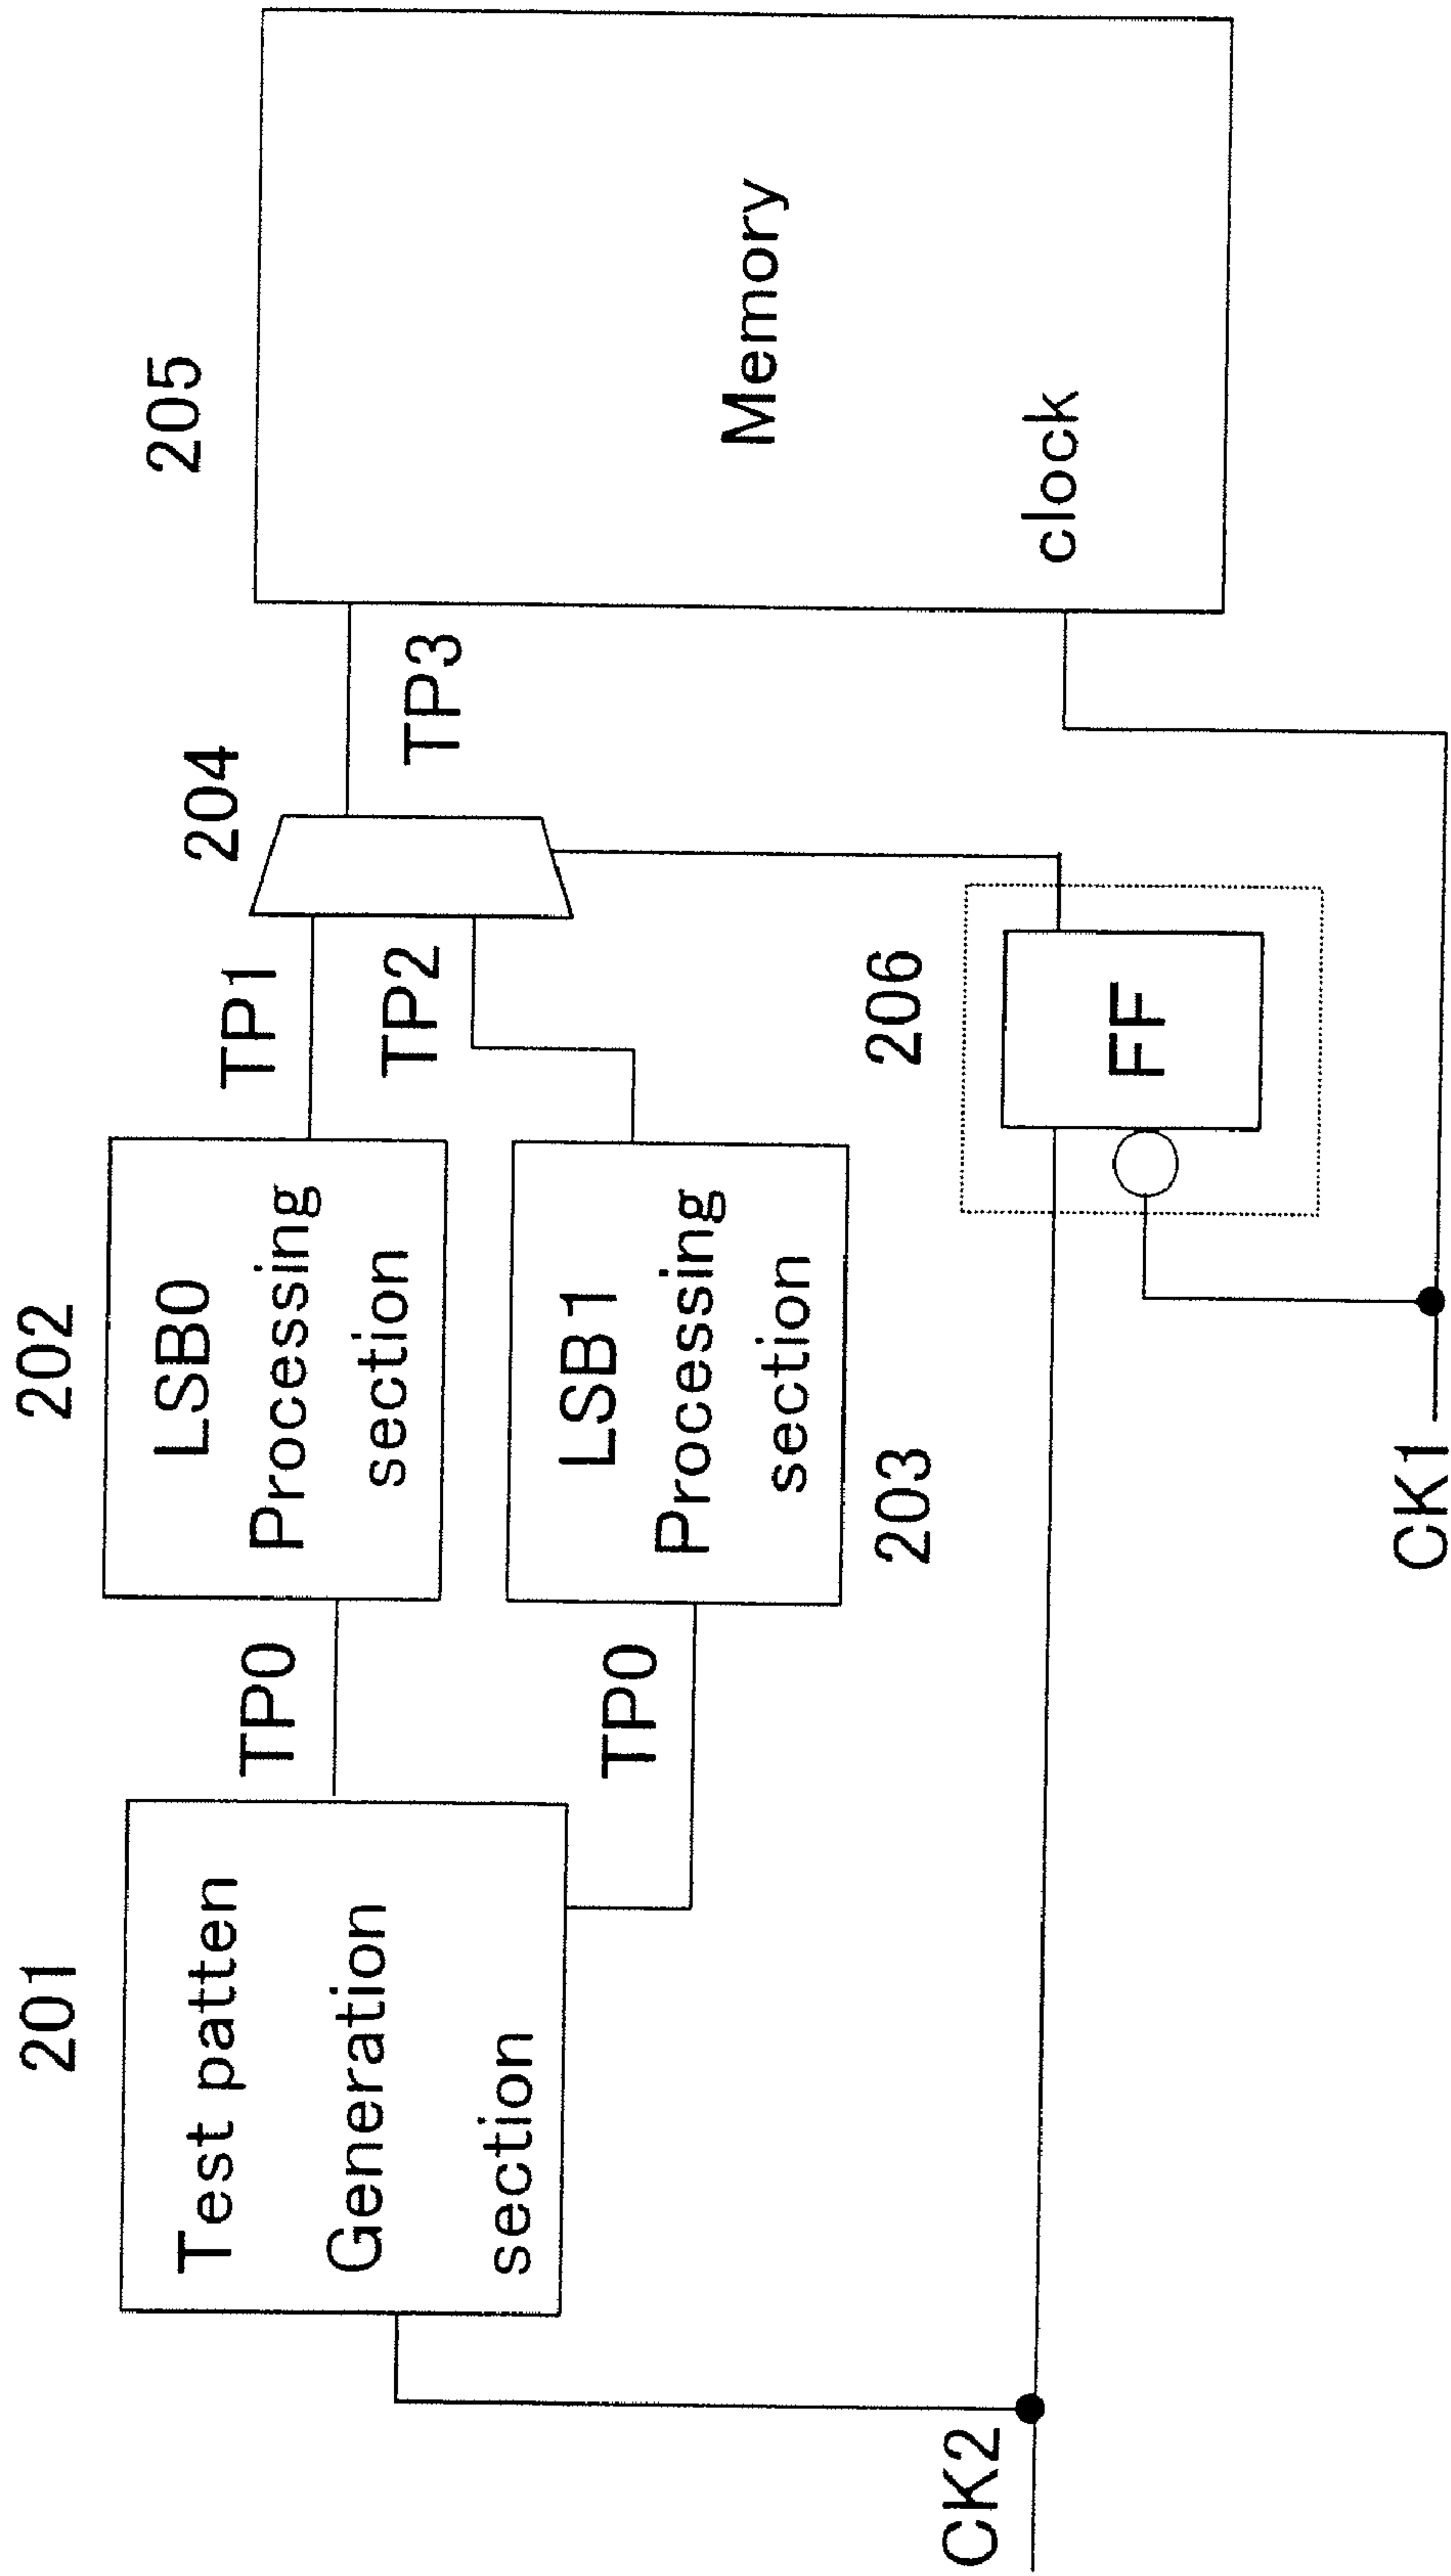 201
Test patten
Generation
section
TP0
TP0
202
LSB0
Processing
section
LSB1
Processing
section
203
TP1
TP2
204
TP3
205
Memory
clock
206
FF
CK2
CK1